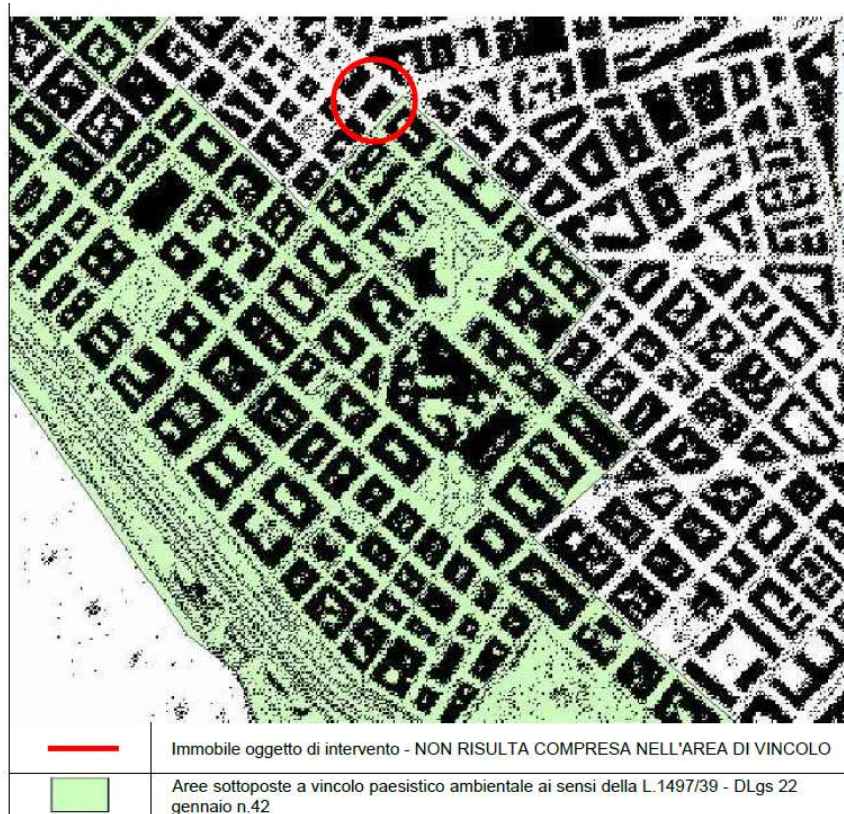 Immobile oggetto di intervento - NON RISULTA COMPRESA NELL'AREA DI VINCOLO
Aree sottoposte a vincolo paesistico ambientale ai sensi della L.1497/39 - DLgs 22
gennaio n.42